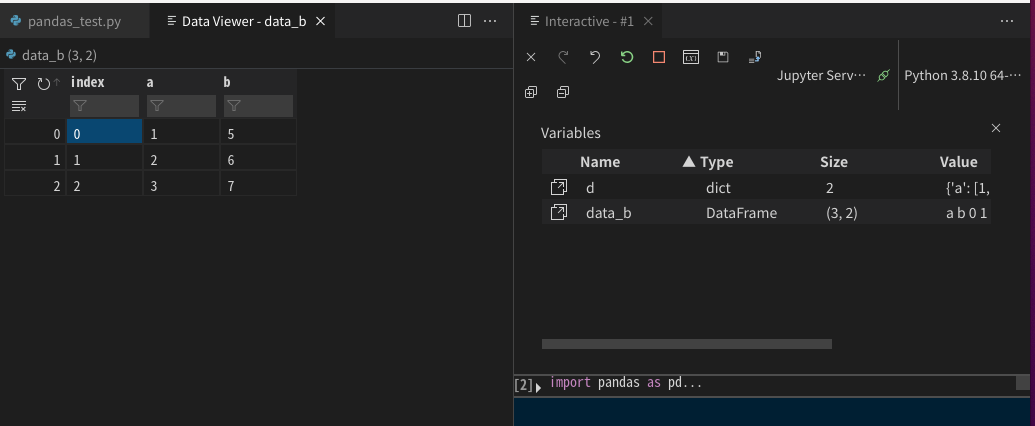 pandas_test.py
Data Viewer - data_b
data_b (3, 2)
index a b
0 0 1 5
1 1 2 6
2 2 3 7
Interactive - #1
Jupyter Serv··· Python 3.8.10 64-···
Variables
Name Type Size Value
d dict 2 {'a': [1,
data_b DataFrame (3, 2) a b 0 1
[2] import pandas as pd...